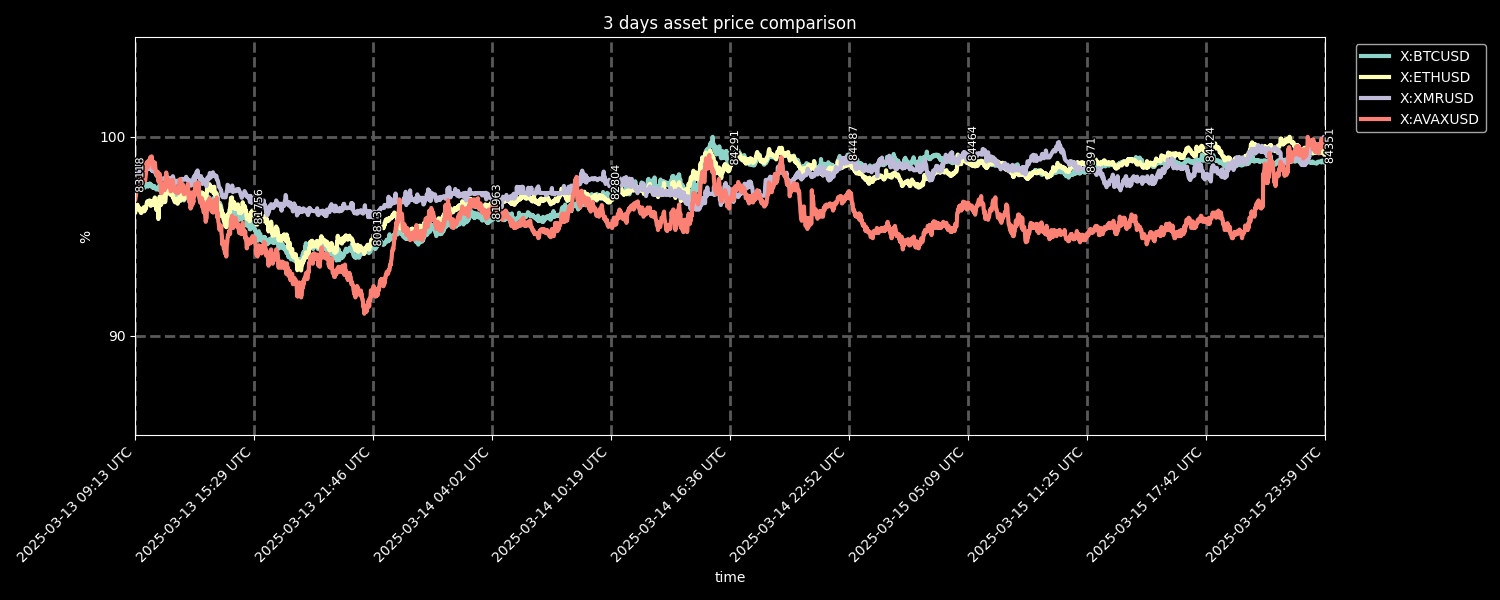 3 days asset price comparison
X:BTCUSD
X:ETHUSD
X:XMRUSD
X:AVAXUSD
100
90
%
81756
80813
81963
82804
84291
84487
84464
83971
84424
84351
2025-03-13 09:13 UTC
2025-03-13 15:29 UTC
2025-03-13 21:46 UTC
2025-03-14 04:02 UTC
2025-03-14 10:19 UTC
2025-03-14 16:36 UTC
2025-03-14 22:52 UTC
2025-03-15 05:09 UTC
2025-03-15 11:25 UTC
2025-03-15 17:42 UTC
2025-03-15 23:59 UTC
time